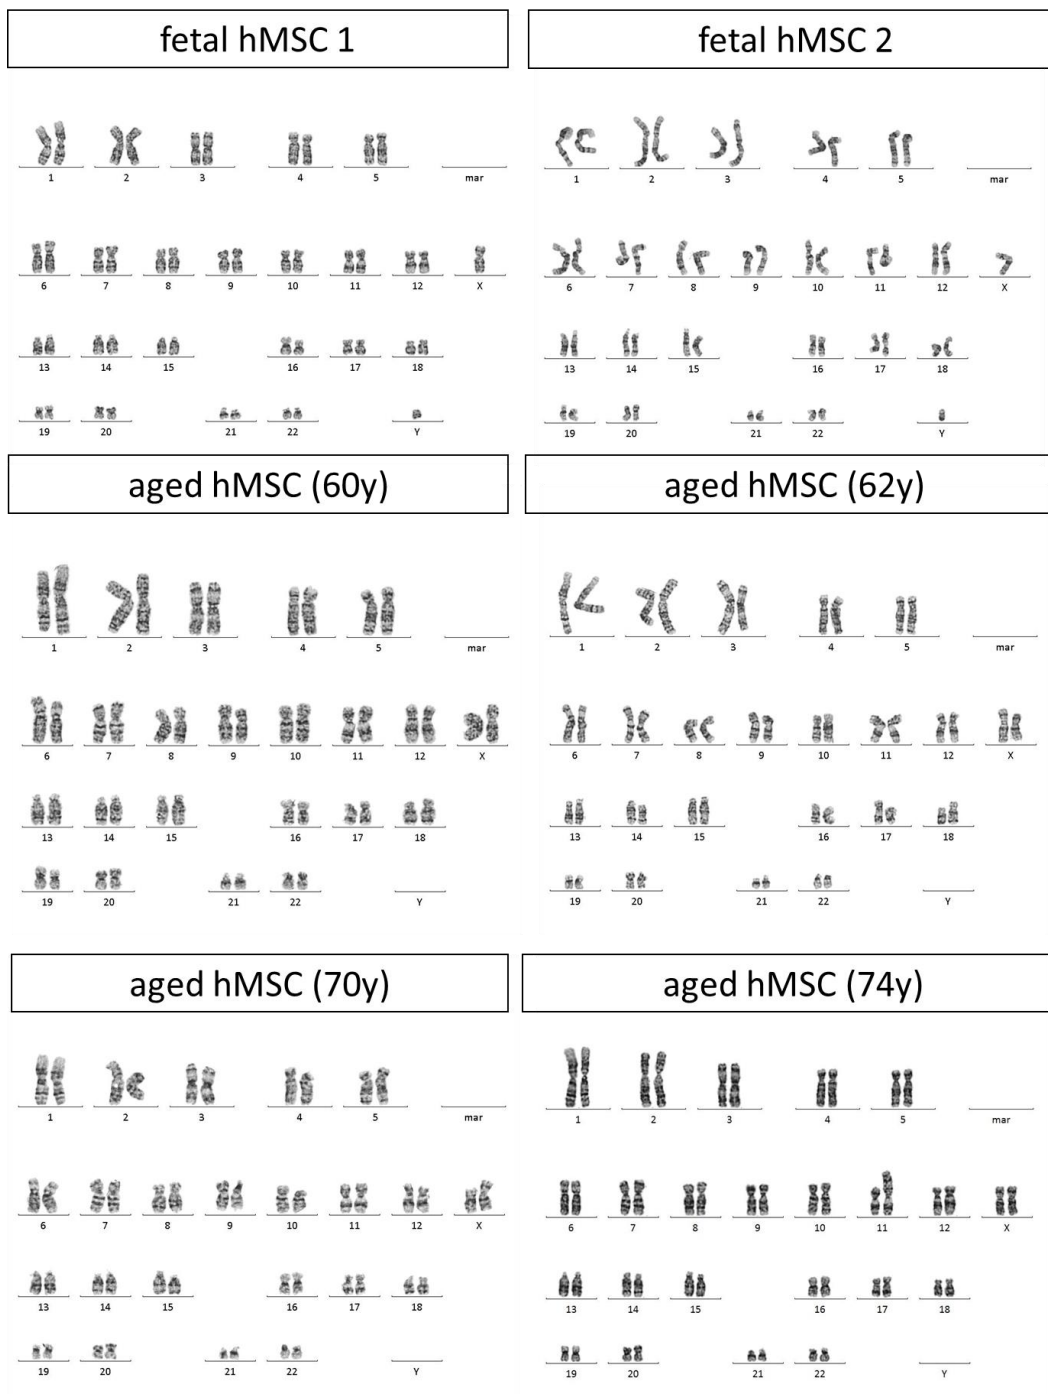 fetal hMSC 1
1 2 3 4 5 mar
6 7 8 9 10 11 12 X
13 14 15 16 17 18
19 20 21 22 Y
fetal hMSC 2
1 2 3 4 5 mar
6 7 8 9 10 11 12 X
13 14 15 16 17 18
19 20 21 22 Y
aged hMSC (60y)
1 2 3 4 5 mar
6 7 8 9 10 11 12 X
13 14 15 16 17 18
19 20 21 22 Y
aged hMSC (62y)
1 2 3 4 5 mar
6 7 8 9 10 11 12 X
13 14 15 16 17 18
19 20 21 22 Y
aged hMSC (70y)
1 2 3 4 5 mar
6 7 8 9 10 11 12 X
13 14 15 16 17 18
19 20 21 22 Y
aged hMSC (74y)
1 2 3 4 5 mar
6 7 8 9 10 11 12 X
13 14 15 16 17 18
19 20 21 22 Y